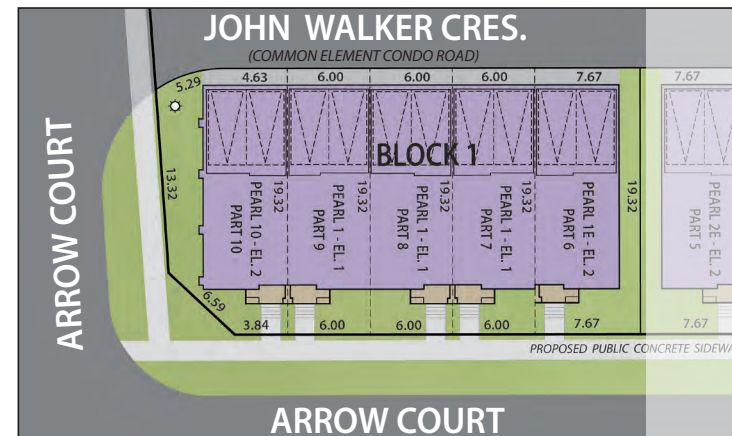 JOHN WALKER CRES.
(COMMON ELEMENT CONDO ROAD)
5.29
4.63
6.00
6.00
6.00
7.67
7.67
BLOCK 1
ARROW COURT
13.32
PEARL 10 - EL. 2
PART 10
19.32
PEARL 1 - EL. 1
PART 9
19.32
PEARL 1 - EL. 1
PART 8
19.32
PEARL 1 - EL. 1
PART 7
19.32
PEARL 1E - EL. 2
PART 6
19.32
PEARL 2E - EL. 2
PART 5
6.59
3.84
6.00
6.00
6.00
7.67
7.67
PROPOSED PUBLIC CONCRETE SIDEWA
ARROW COURT